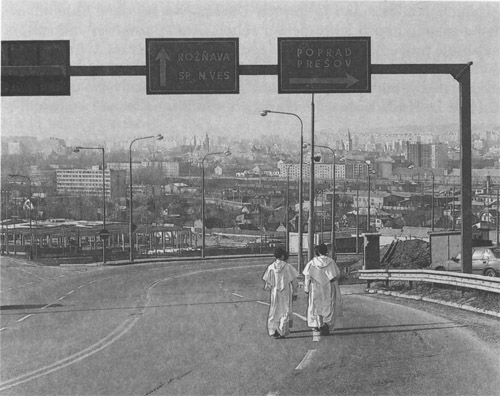 ROŽŇAVA
SP. N. VES
POPRAD
PREŠOV